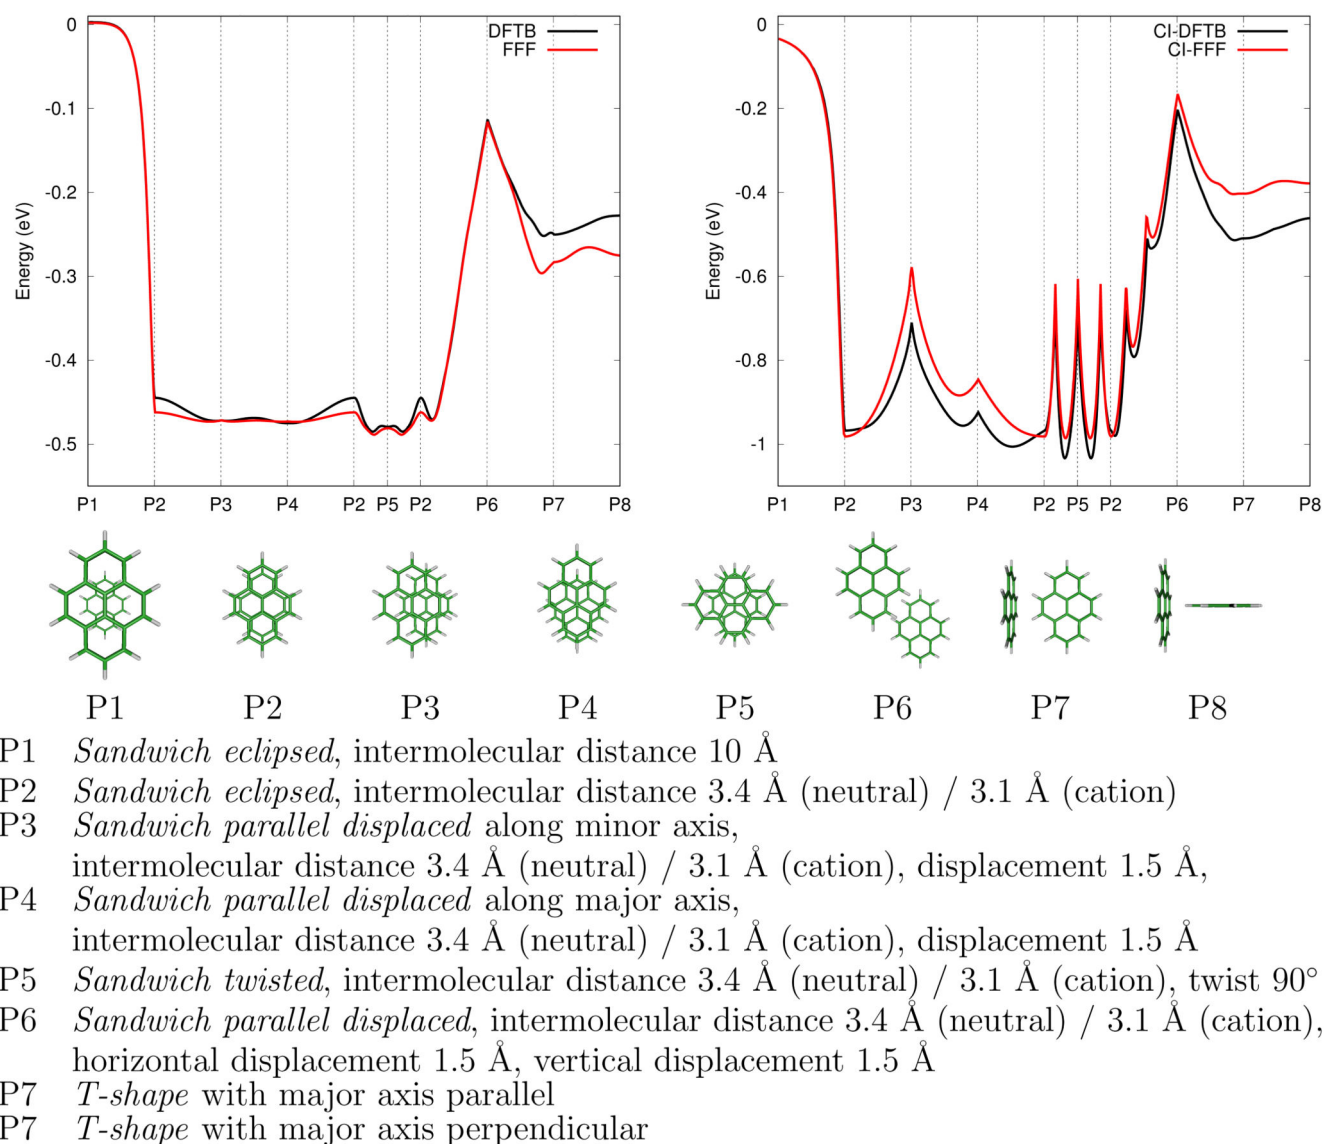 0
-0.1
-0.2
-0.3
-0.4
-0.5
Energy (eV)
DFTB
FFF
P1 P2 P3 P4 P2 P5 P2 P6 P7 P8
0
-0.2
-0.4
-0.6
-0.8
-1
Energy (eV)
CI-DFTB
CI-FFF
P1 P2 P3 P4 P2 P5 P2 P6 P7 P8
P1 P2 P3 P4 P5 P6 P7 P8
P1 Sandwich eclipsed, intermolecular distance 10 Å
P2 Sandwich eclipsed, intermolecular distance 3.4 Å (neutral) / 3.1 Å (cation)
P3 Sandwich parallel displaced along minor axis,
intermolecular distance 3.4 Å (neutral) / 3.1 Å (cation), displacement 1.5 Å,
P4 Sandwich parallel displaced along major axis,
intermolecular distance 3.4 Å (neutral) / 3.1 Å (cation), displacement 1.5 Å
P5 Sandwich twisted, intermolecular distance 3.4 Å (neutral) / 3.1 Å (cation), twist 90°
P6 Sandwich parallel displaced, intermolecular distance 3.4 Å (neutral) / 3.1 Å (cation),
horizontal displacement 1.5 Å, vertical displacement 1.5 Å
P7 T-shape with major axis parallel
P7 T-shape with major axis perpendicular